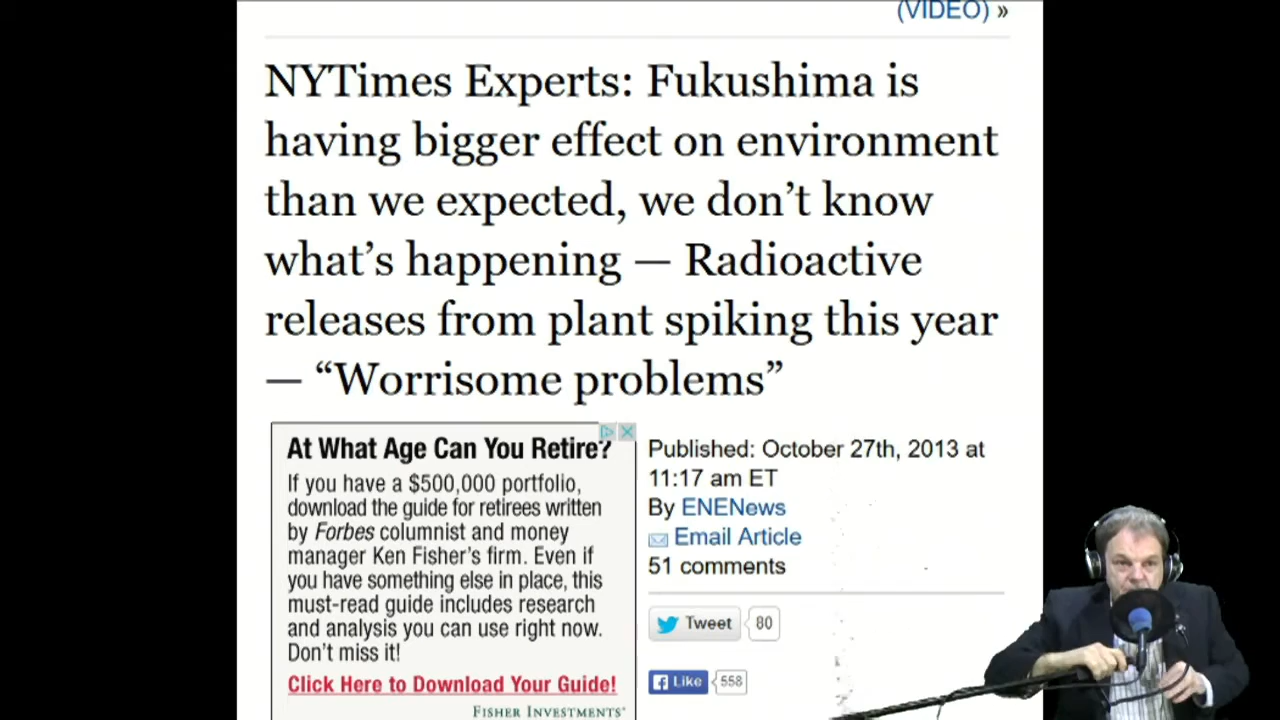 (VIDEO) »
NYTimes Experts: Fukushima is
having bigger effect on environment
than we expected, we don’t know
what’s happening — Radioactive
releases from plant spiking this year
— “Worrisome problems”
At What Age Can You Retire?
If you have a $500,000 portfolio,
download the guide for retirees written
by Forbes columnist and money
manager Ken Fisher’s firm. Even if
you have something else in place, this
must-read guide includes research
and analysis you can use right now.
Don’t miss it!
Click Here to Download Your Guide!
FISHER INVESTMENTS®
Published: October 27th, 2013 at
11:17 am ET
By ENENews
Email Article
51 comments
Tweet 80
Like 558